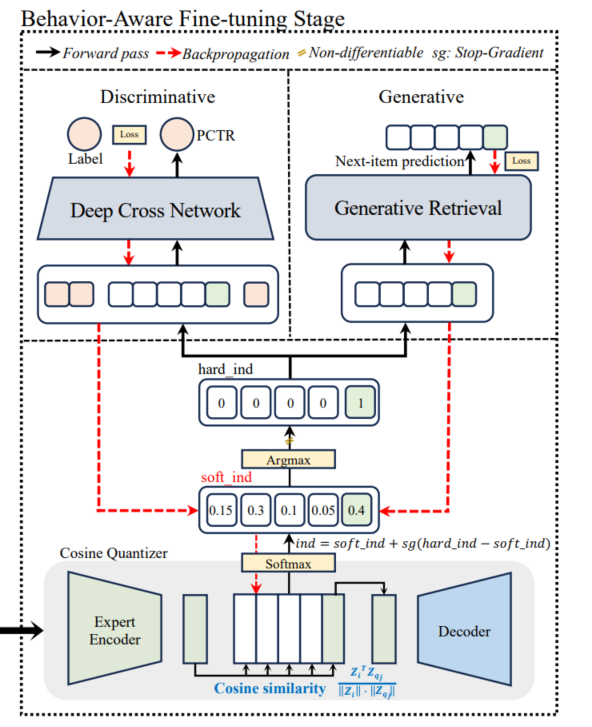 Behavior-Aware Fine-tuning Stage
Forward pass Backpropagation Non-differentiable sg: Stop-Gradient
Discriminative
Generative
Label
Loss
PCTR
Next-item prediction
Loss
Deep Cross Network
Generative Retrieval
hard_ind
0 0 0 0 1
Argmax
soft_ind
0.15 0.3 0.1 0.05 0.4
ind = soft_ind + sg(hard_ind − soft_ind)
Softmax
Cosine Quantizer
Expert
Encoder
Decoder
Cosine similarity
Z_i^T Z_{qj}
‖Z_i‖ · ‖Z_{qj}‖